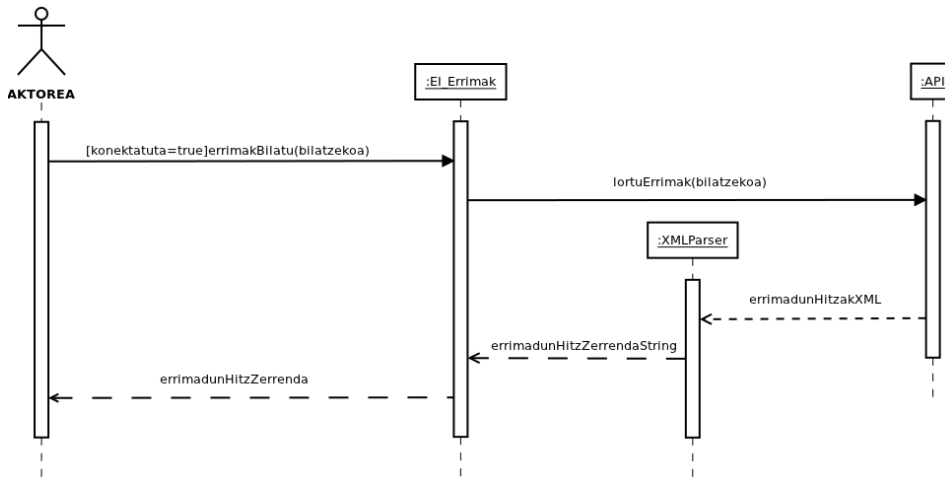 :EI_Errimak
:API
AKTOREA
[konektatuta=true]errimakBilatu(bilatzekoa)
lortuErrimak(bilatzekoa)
:XMLParser
errimadunHitzakXML
errimadunHitzZerrendaString
errimadunHitzZerrenda